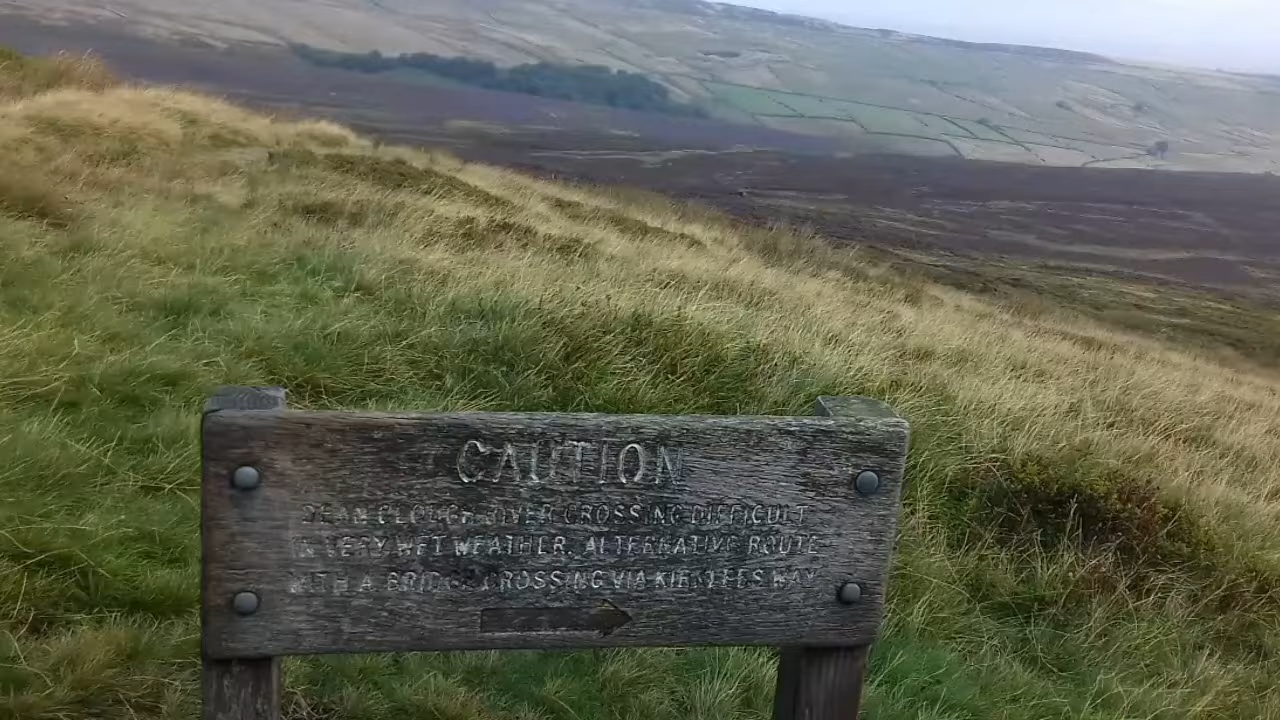 CAUTION
DEAN CLOUGH RIVER CROSSING DIFFICULT
IN VERY WET WEATHER. ALTERNATIVE ROUTE
WITH A BRIDGE CROSSING VIA KIRKLEES WAY